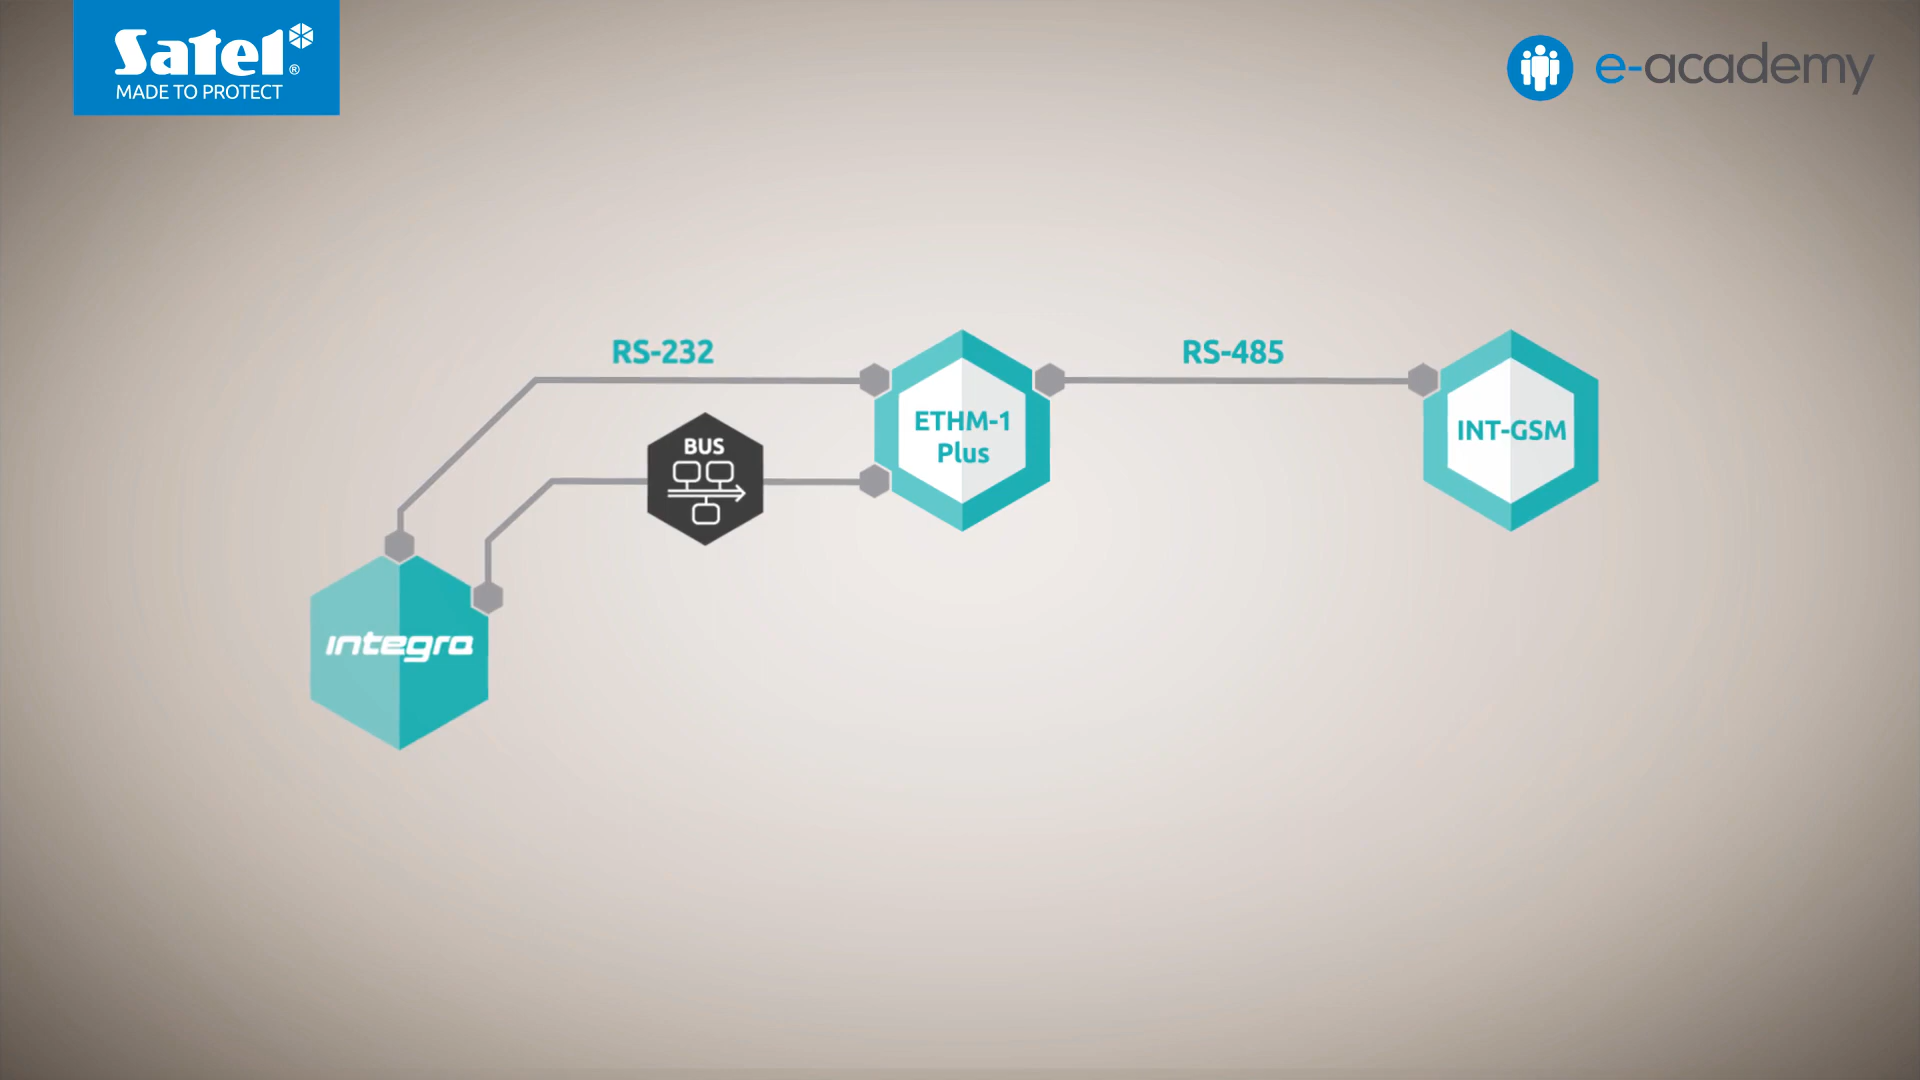 Satel®
MADE TO PROTECT
e-academy
RS-232
RS-485
BUS
ETHM-1
Plus
INT-GSM
integra